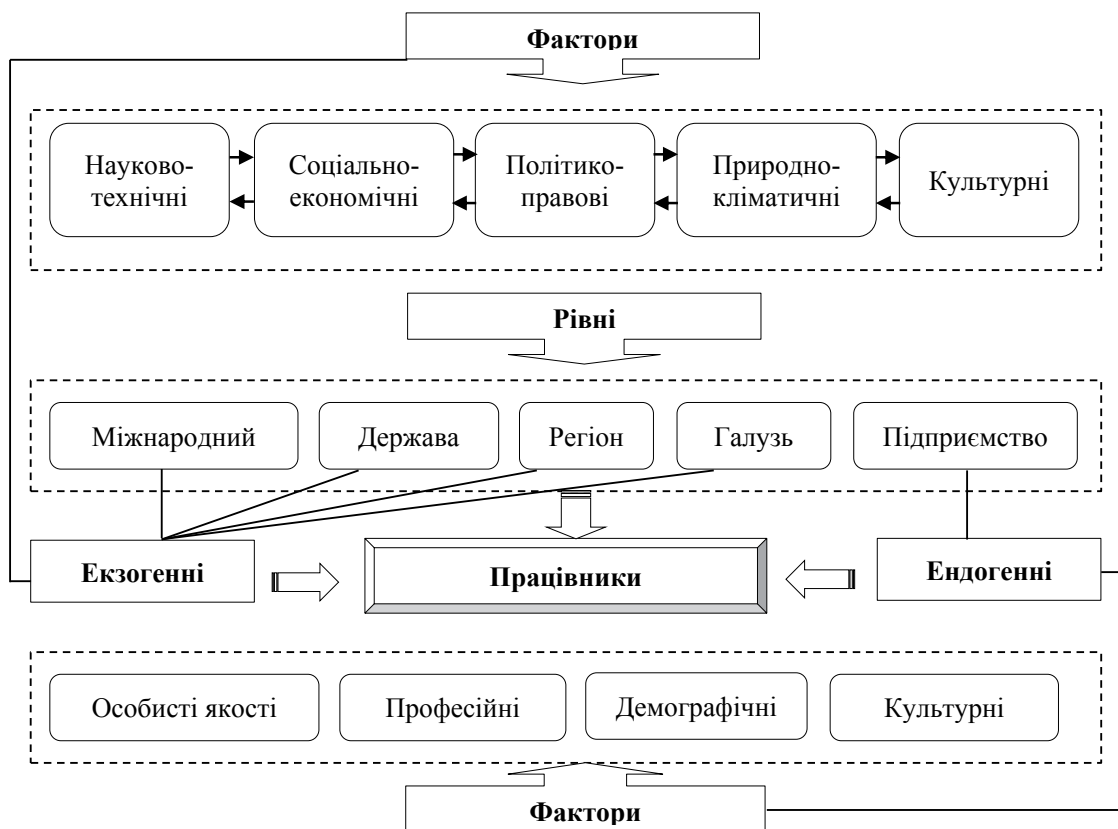 Фактори
Науково-
технічні
Соціально-
економічні
Політико-
правові
Природно-
кліматичні
Культурні
Рівні
Міжнародний
Держава
Регіон
Галузь
Підприємство
Екзогенні
Працівники
Ендогенні
Особисті якості
Професійні
Демографічні
Культурні
Фактори